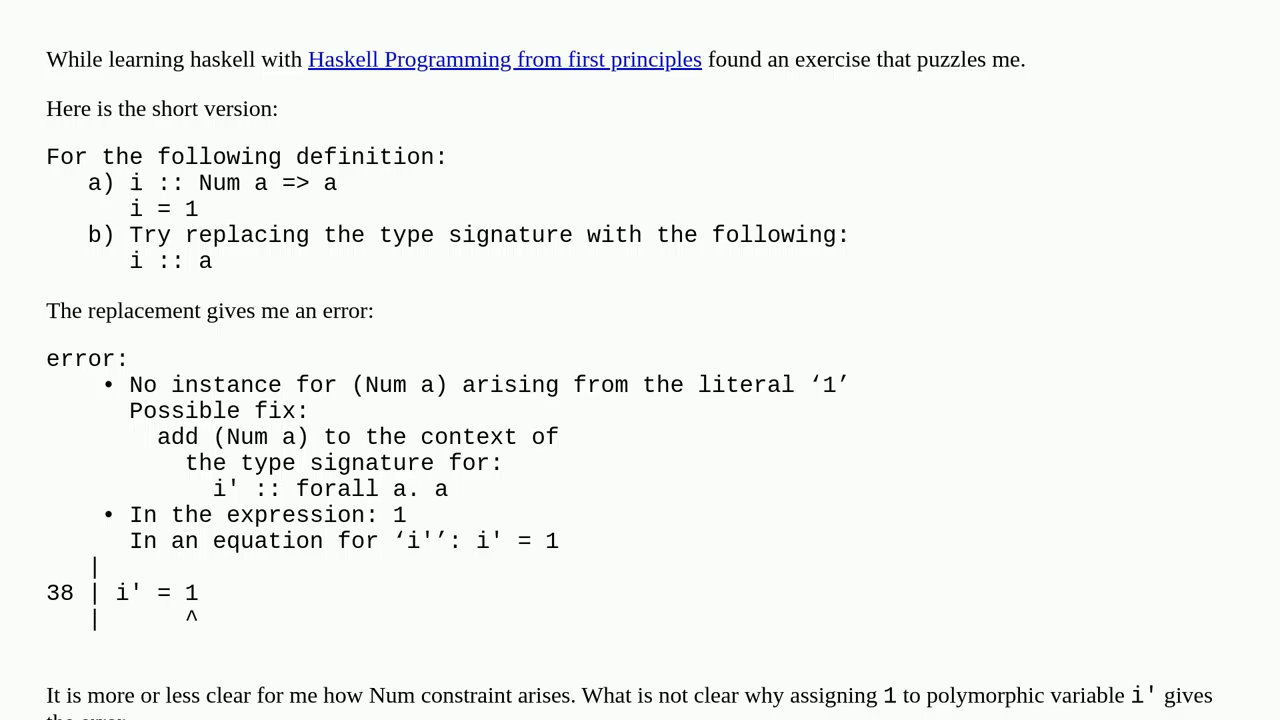 While learning haskell with Haskell Programming from first principles found an exercise that puzzles me.
Here is the short version:
For the following definition:
   a) i :: Num a => a
      i = 1
   b) Try replacing the type signature with the following:
      i :: a
The replacement gives me an error:
error:
    • No instance for (Num a) arising from the literal ‘1’
      Possible fix:
        add (Num a) to the context of
          the type signature for:
            i' :: forall a. a
    • In the expression: 1
      In an equation for ‘i'’: i' = 1
   |
38 | i' = 1
   |      ^
It is more or less clear for me how Num constraint arises. What is not clear why assigning 1 to polymorphic variable i' gives